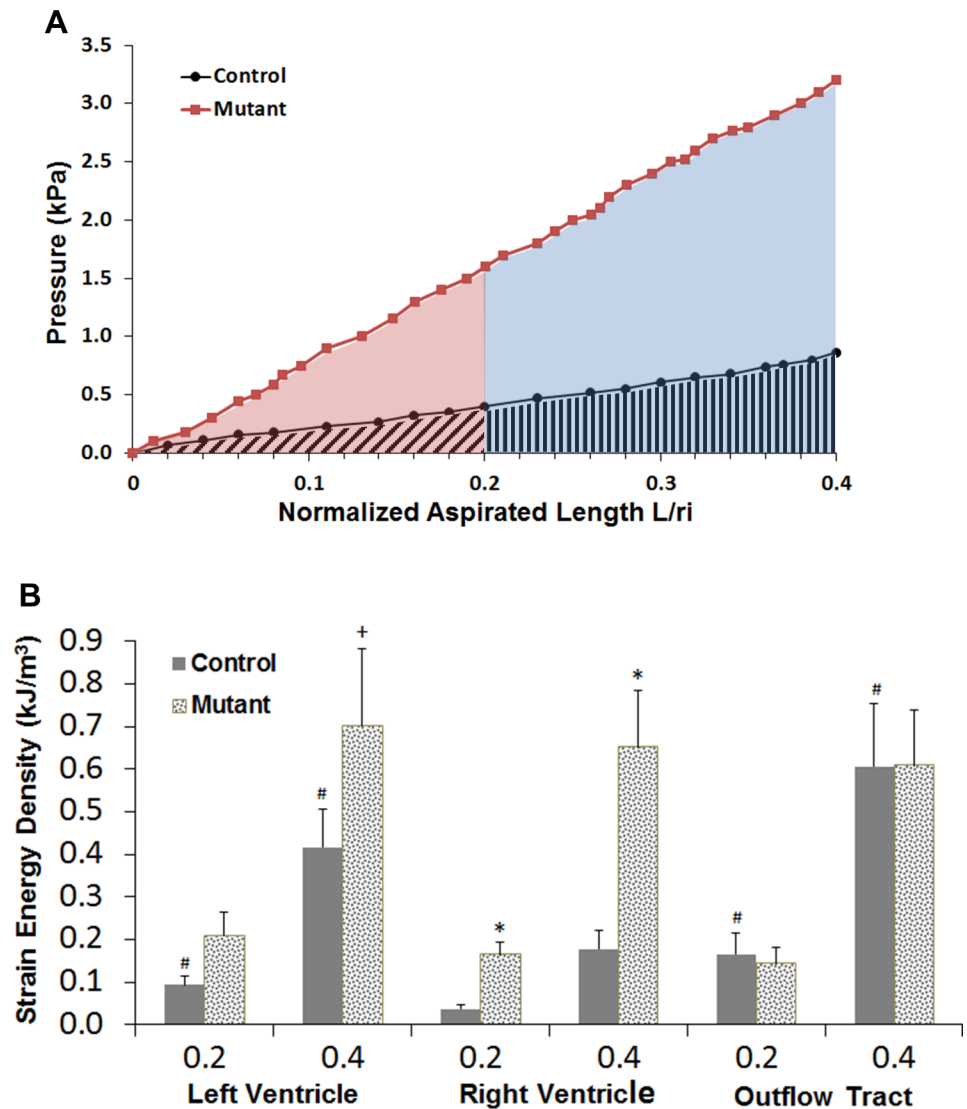 A
3.5
3.0
2.5
2.0
1.5
1.0
0.5
0.0
Pressure (kPa)
Control
Mutant
0 0.1 0.2 0.3 0.4
Normalized Aspirated Length L/ri
B
0.9
0.8
0.7
0.6
0.5
0.4
0.3
0.2
0.1
0.0
Strain Energy Density (kJ/m³)
Control
Mutant
# # + * * # #
0.2 0.4 0.2 0.4 0.2 0.4
Left Ventricle Right Ventricle Outflow Tract